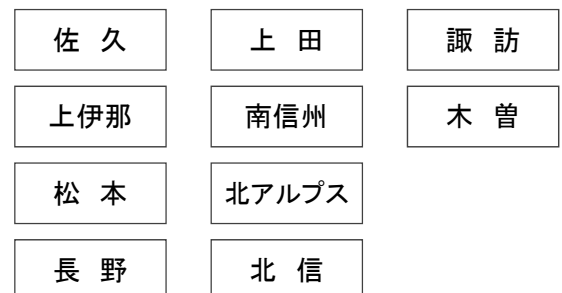 佐 久
上 田
諏 訪
上伊那
南信州
木 曽
松 本
北アルプス
長 野
北 信